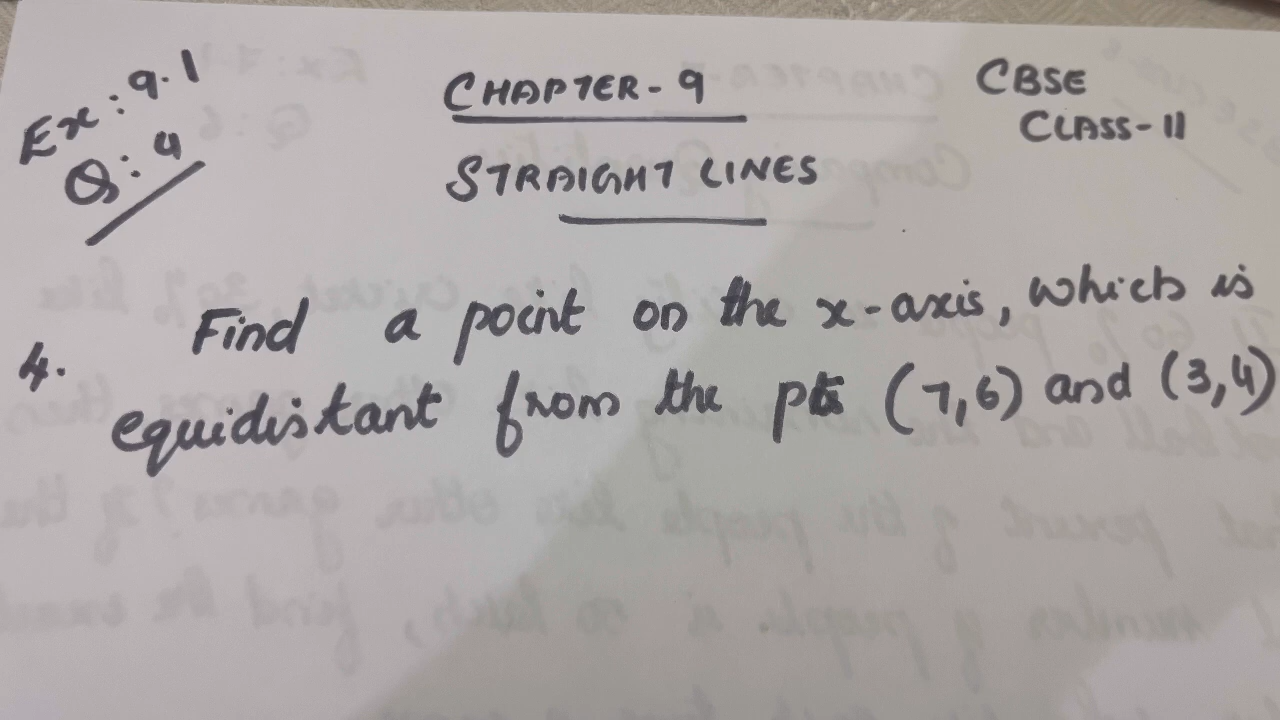 Ex: 9.1
Q: 4
CHAPTER-9
STRAIGHT LINES
CBSE
CLASS-11
4. Find a point on the x-axis, which is
equidistant from the pts (7,6) and (3,4)